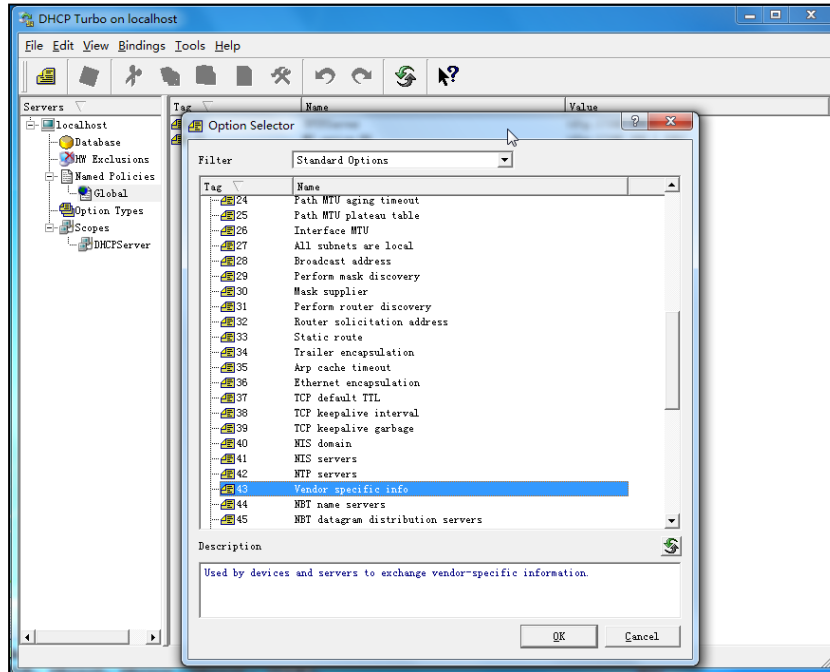 DHCP Turbo on localhost
File Edit View Bindings Tools Help
Servers
Tag Name Value
localhost
Database
HW Exclusions
Named Policies
Global
Option Types
Scopes
DHCPServer
Option Selector
Filter Standard Options
Tag Name
24 Path MTU aging timeout
25 Path MTU plateau table
26 Interface MTU
27 All subnets are local
28 Broadcast address
29 Perform mask discovery
30 Mask supplier
31 Perform router discovery
32 Router solicitation address
33 Static route
34 Trailer encapsulation
35 Arp cache timeout
36 Ethernet encapsulation
37 TCP default TTL
38 TCP keepalive interval
39 TCP keepalive garbage
40 NIS domain
41 NIS servers
42 NTP servers
43 Vendor specific info
44 NBT name servers
45 NBT datagram distribution servers
Description
Used by devices and servers to exchange vendor-specific information.
OK Cancel